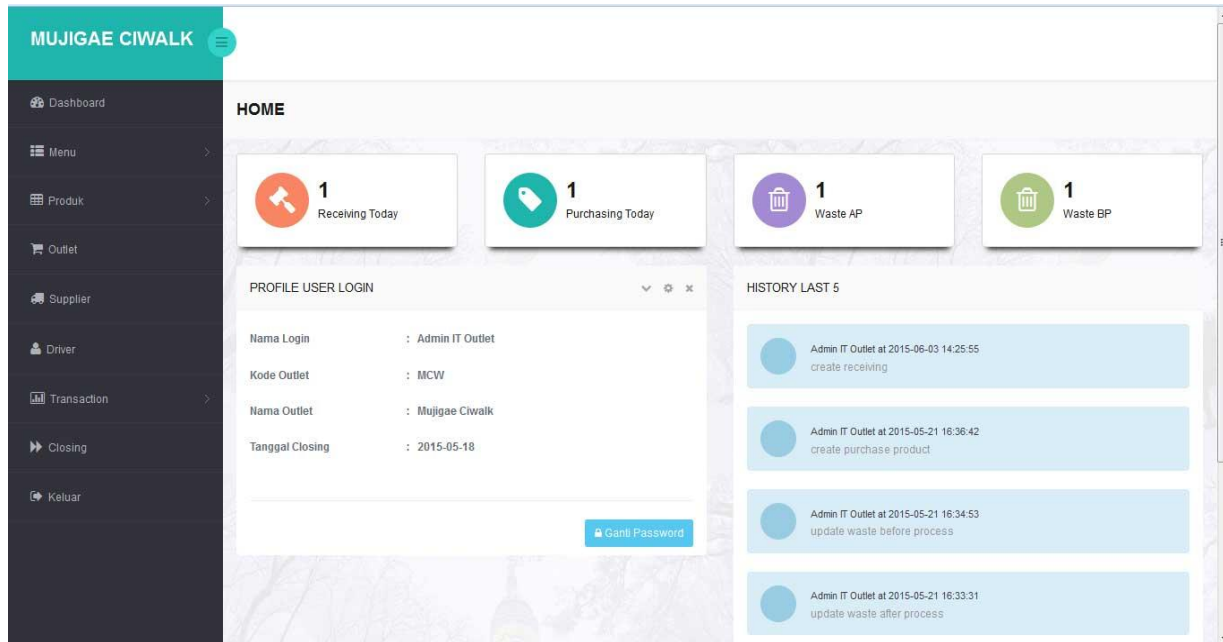 MUJIGAE CIWALK
Dashboard
Menu
Produk
Outlet
Supplier
Driver
Transaction
Closing
Keluar
HOME
1
Receiving Today
1
Purchasing Today
1
Waste AP
1
Waste BP
PROFILE USER LOGIN
Nama Login : Admin IT Outlet
Kode Outlet : MCW
Nama Outlet : Mujigae Ciwalk
Tanggal Closing : 2015-05-18
Ganti Password
HISTORY LAST 5
Admin IT Outlet at 2015-06-03 14:25:55
create receiving
Admin IT Outlet at 2015-05-21 16:36:42
create purchase product
Admin IT Outlet at 2015-05-21 16:34:53
update waste before process
Admin IT Outlet at 2015-05-21 16:33:31
update waste after process